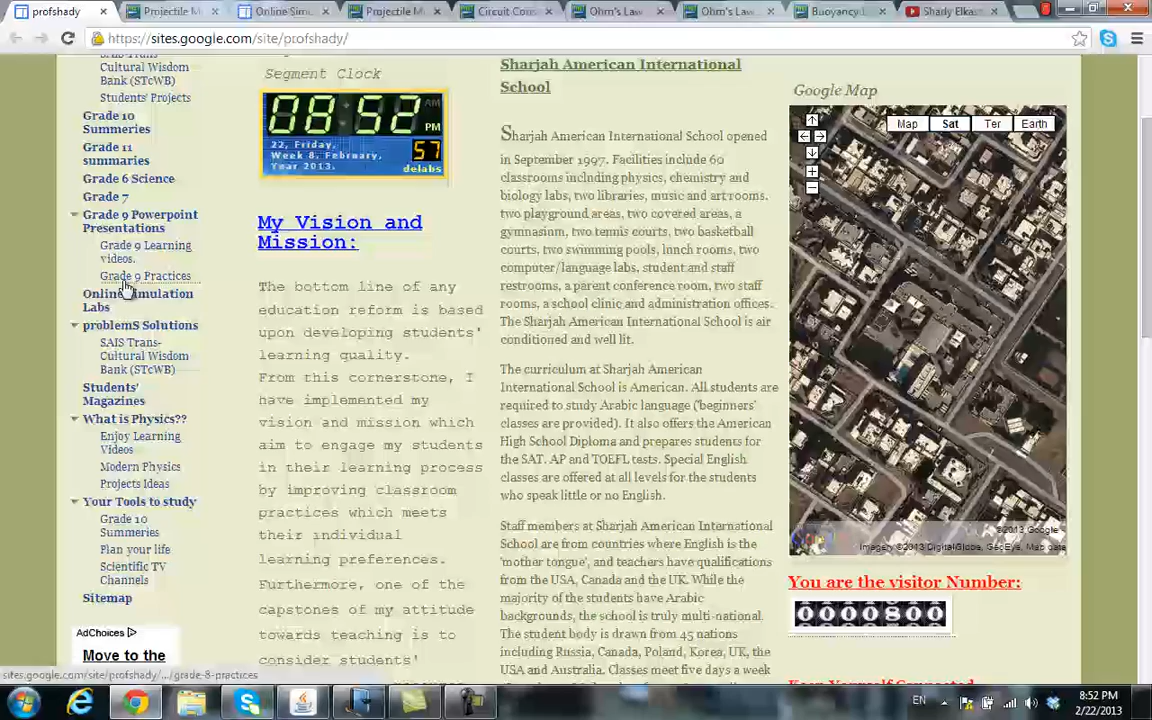 profshady
Projectile M
Online Simu
Projectile M
Circuit Cons
Ohm's Law
Ohm's Law
Buoyancy
Shady Elkas
https://sites.google.com/site/profshady/
Cultural Wisdom
Bank (STcWB)
Students' Projects
Grade 10
Summeries
Grade 11
summaries
Grade 6 Science
Grade 7
Grade 9 Powerpoint
Presentations
Grade 9 Learning
videos.
Grade 9 Practices
Online Simulation
Labs
problemS Solutions
SAIS Trans-
Cultural Wisdom
Bank (STcWB)
Students'
Magazines
What is Physics??
Enjoy Learning
Videos
Modern Physics
Projects Ideas
Your Tools to study
Grade 10
Summeries
Plan your life
Scientific TV
Channels
Sitemap
AdChoices
Move to the
Segment Clock
08 52 AM
PM
22, Friday,
Week 8, February,
Year 2013.
57
delabs
My Vision and
Mission:
The bottom line of any
education reform is based
upon developing students'
learning quality.
From this cornerstone, I
have implemented my
vision and mission which
aim to engage my students
in their learning process
by improving classroom
practices which meets
their individual
learning preferences.
Furthermore, one of the
capstones of my attitude
towards teaching is to
consider students'
Sharjah American International
School
Sharjah American International School opened
in September 1997. Facilities include 60
classrooms including physics, chemistry and
biology labs, two libraries, music and art rooms,
two playground areas, two covered areas, a
gymnasium, two tennis courts, two basketball
courts, two swimming pools, lunch rooms, two
computer/language labs, student and staff
restrooms, a parent conference room, two staff
rooms, a school clinic and administration offices.
The Sharjah American International School is air
conditioned and well lit.
The curriculum at Sharjah American
International School is American. All students are
required to study Arabic language ('beginners'
classes are provided). It also offers the American
High School Diploma and prepares students for
the SAT. AP and TOEFL tests. Special English
classes are offered at all levels for the students
who speak little or no English.
Staff members at Sharjah American International
School are from countries where English is the
'mother tongue', and teachers have qualifications
from the USA, Canada and the UK. While the
majority of the students have Arabic
backgrounds, the school is truly multi-national.
The student body is drawn from 45 nations
including Russia, Canada, Poland, Korea, UK, the
USA and Australia. Classes meet five days a week
Google Map
Map Sat Ter Earth
©2013 Google
Imagery ©2013 DigitalGlobe, GeoEye, Map data
You are the visitor Number:
0000800
Keep Yourself Connected
sites.google.com/site/profshady/.../grade-8-practices
EN
8:52 PM
2/22/2013